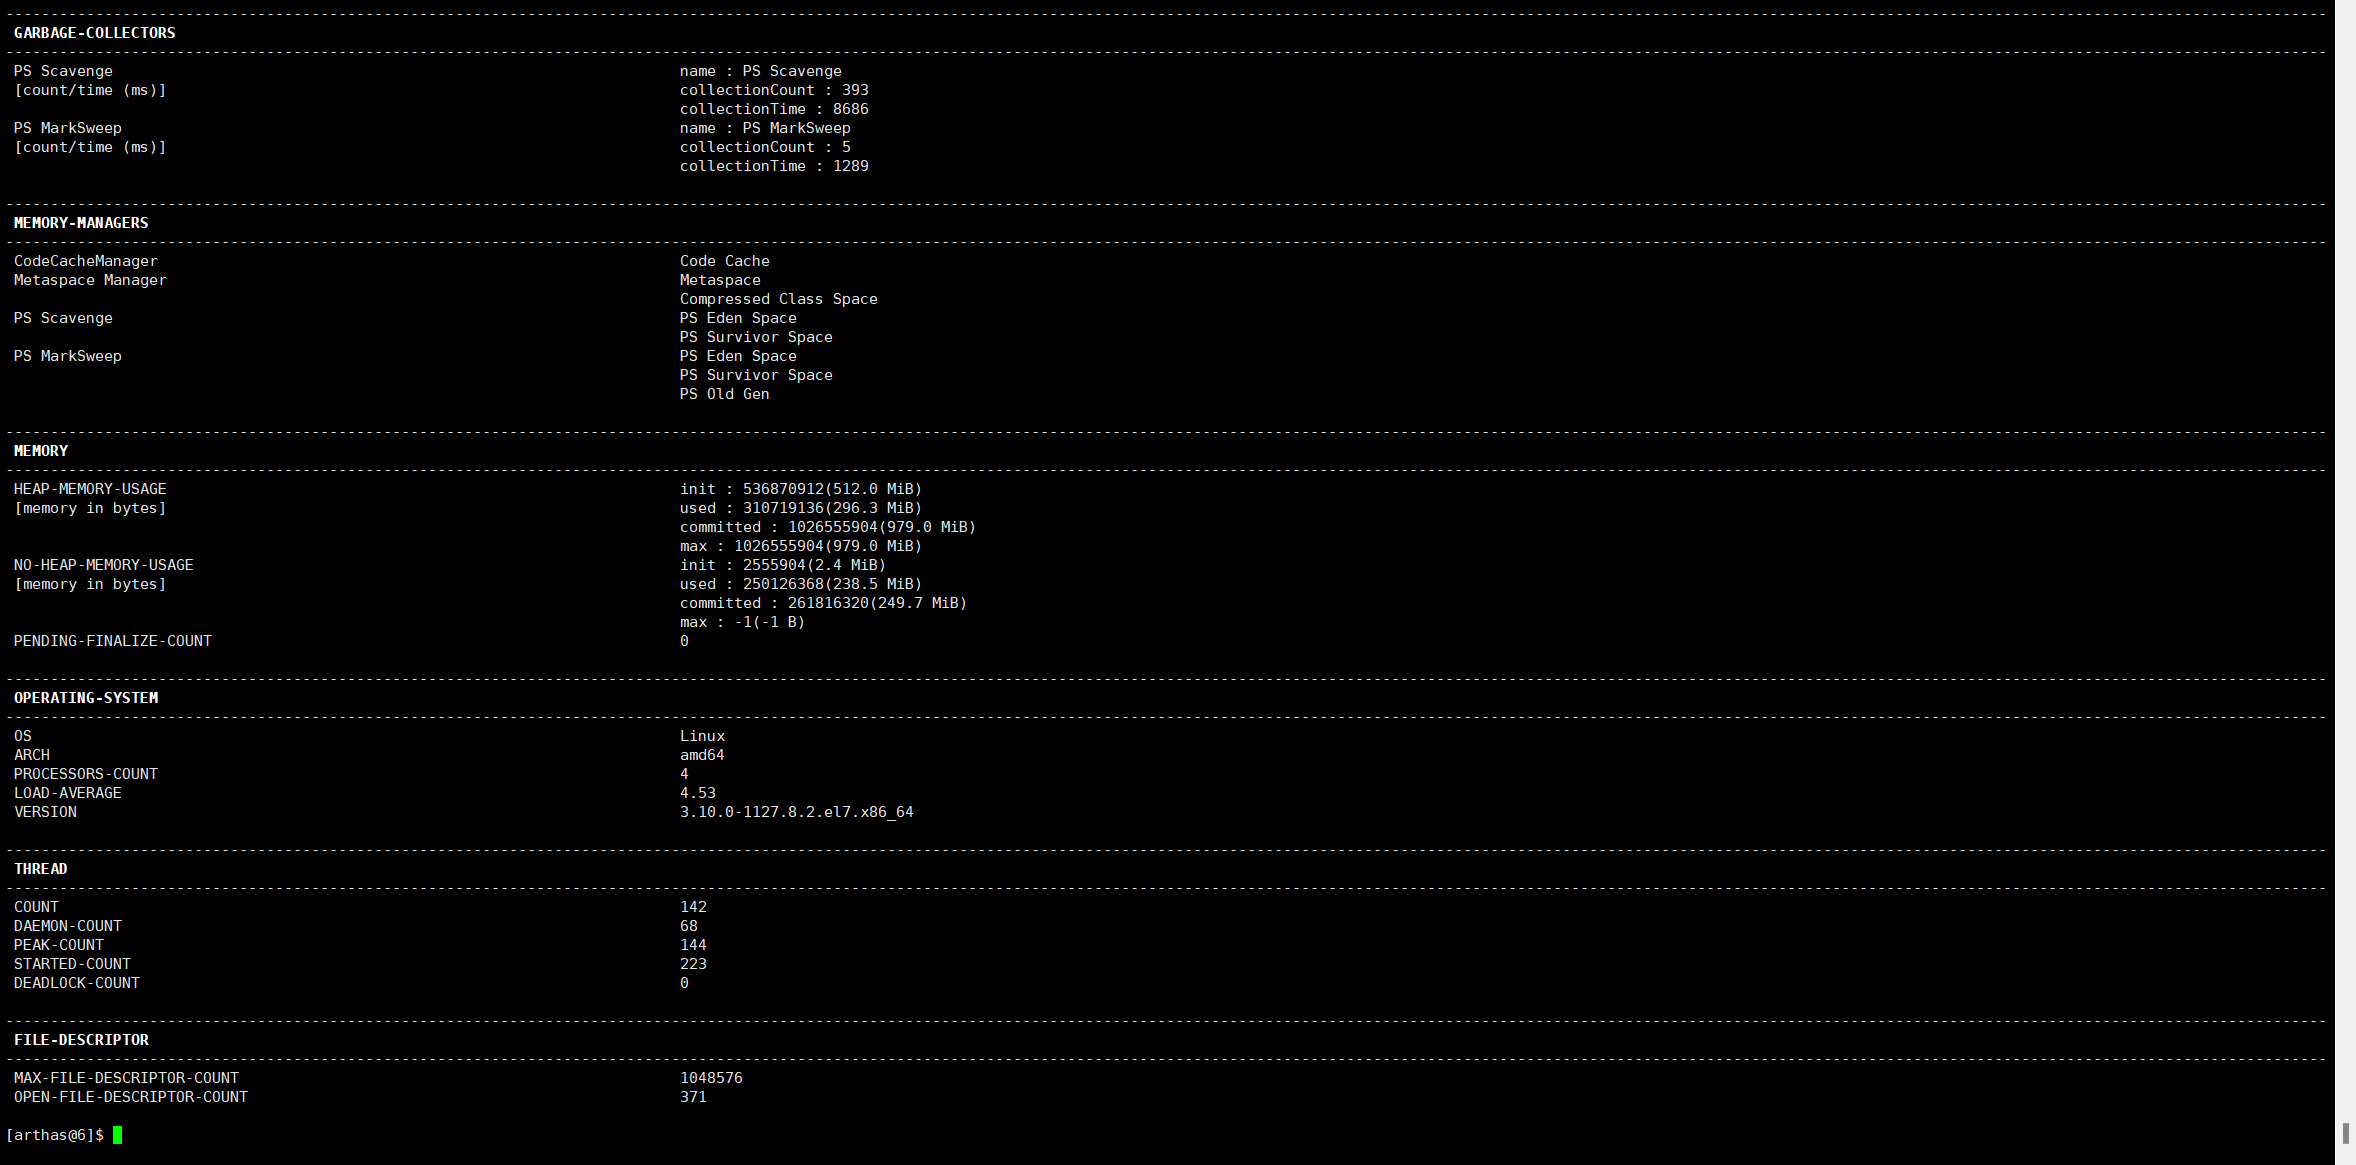 GARBAGE-COLLECTORS
PS Scavenge name : PS Scavenge
[count/time (ms)] collectionCount : 393
collectionTime : 8686
PS MarkSweep name : PS MarkSweep
[count/time (ms)] collectionCount : 5
collectionTime : 1289
MEMORY-MANAGERS
CodeCacheManager Code Cache
Metaspace Manager Metaspace
Compressed Class Space
PS Scavenge PS Eden Space
PS Survivor Space
PS MarkSweep PS Eden Space
PS Survivor Space
PS Old Gen
MEMORY
HEAP-MEMORY-USAGE init : 536870912(512.0 MiB)
[memory in bytes] used : 310719136(296.3 MiB)
committed : 1026555904(979.0 MiB)
max : 1026555904(979.0 MiB)
NO-HEAP-MEMORY-USAGE init : 2555904(2.4 MiB)
[memory in bytes] used : 250126368(238.5 MiB)
committed : 261816320(249.7 MiB)
max : -1(-1 B)
PENDING-FINALIZE-COUNT 0
OPERATING-SYSTEM
OS Linux
ARCH amd64
PROCESSORS-COUNT 4
LOAD-AVERAGE 4.53
VERSION 3.10.0-1127.8.2.el7.x86_64
THREAD
COUNT 142
DAEMON-COUNT 68
PEAK-COUNT 144
STARTED-COUNT 223
DEADLOCK-COUNT 0
FILE-DESCRIPTOR
MAX-FILE-DESCRIPTOR-COUNT 1048576
OPEN-FILE-DESCRIPTOR-COUNT 371
[arthas@6]$